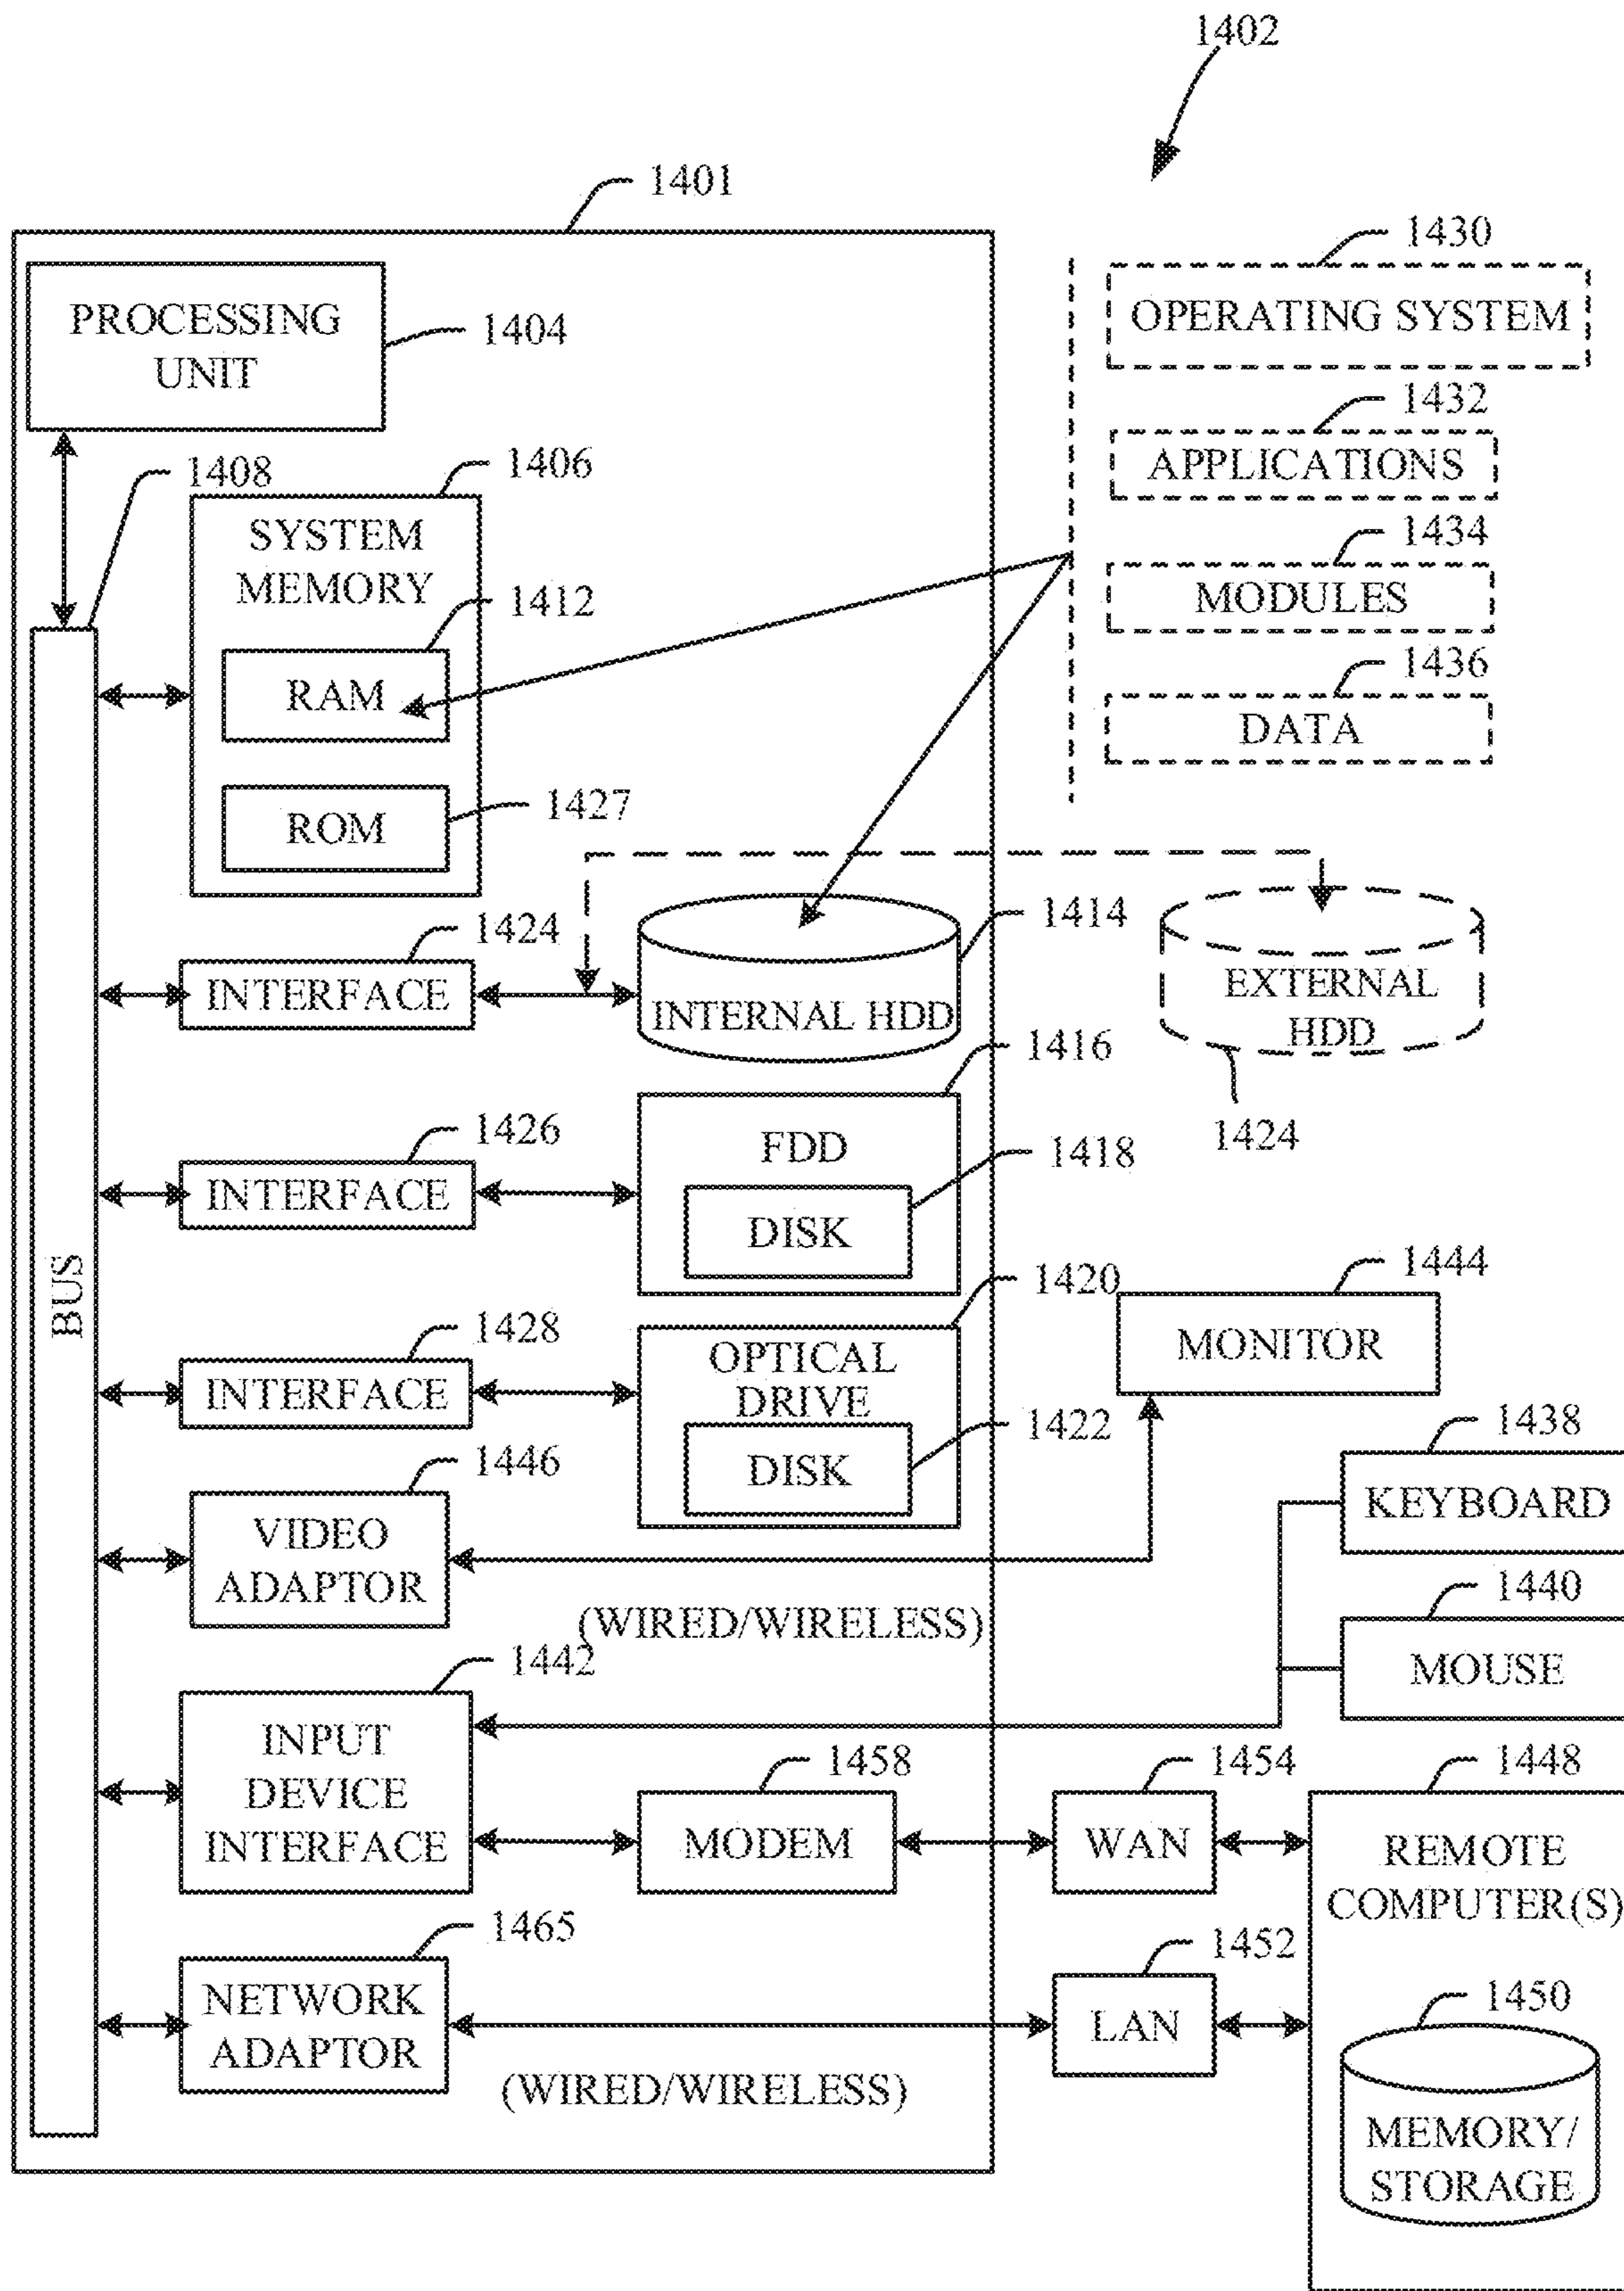 1402
1401
1430
OPERATING SYSTEM
PROCESSING
UNIT
1404
1432
APPLICATIONS
1408
1406
SYSTEM
MEMORY
1434
MODULES
1412
RAM
1436
DATA
1427
ROM
1424
INTERFACE
1414
INTERNAL HDD
EXTERNAL
HDD
1424
1416
FDD
1426
INTERFACE
1418
DISK
BUS
1420
OPTICAL
DRIVE
1444
MONITOR
1428
INTERFACE
1422
DISK
1438
KEYBOARD
1446
VIDEO
ADAPTOR
(WIRED/WIRELESS)
1440
MOUSE
1442
INPUT
DEVICE
INTERFACE
1458
MODEM
1454
WAN
1448
REMOTE
COMPUTER(S)
1465
NETWORK
ADAPTOR
(WIRED/WIRELESS)
1452
LAN
1450
MEMORY/
STORAGE